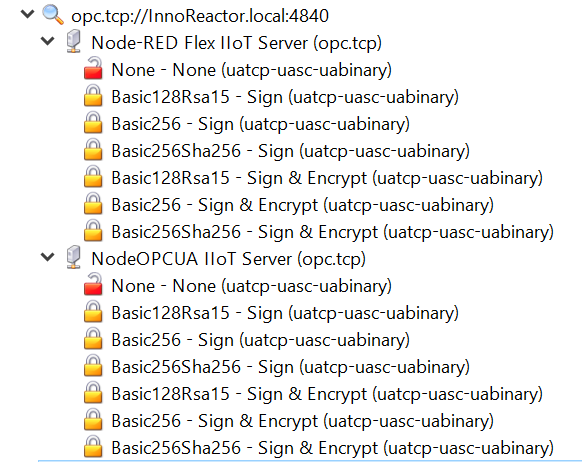 opc.tcp://InnoReactor.local:4840
Node-RED Flex IIoT Server (opc.tcp)
None - None (uatcp-uasc-uabinary)
Basic128Rsa15 - Sign (uatcp-uasc-uabinary)
Basic256 - Sign (uatcp-uasc-uabinary)
Basic256Sha256 - Sign (uatcp-uasc-uabinary)
Basic128Rsa15 - Sign & Encrypt (uatcp-uasc-uabinary)
Basic256 - Sign & Encrypt (uatcp-uasc-uabinary)
Basic256Sha256 - Sign & Encrypt (uatcp-uasc-uabinary)
NodeOPCUA IIoT Server (opc.tcp)
None - None (uatcp-uasc-uabinary)
Basic128Rsa15 - Sign (uatcp-uasc-uabinary)
Basic256 - Sign (uatcp-uasc-uabinary)
Basic256Sha256 - Sign (uatcp-uasc-uabinary)
Basic128Rsa15 - Sign & Encrypt (uatcp-uasc-uabinary)
Basic256 - Sign & Encrypt (uatcp-uasc-uabinary)
Basic256Sha256 - Sign & Encrypt (uatcp-uasc-uabinary)